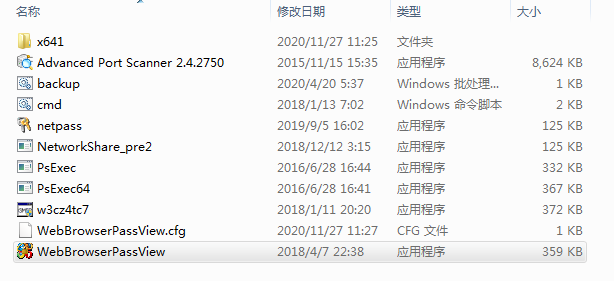 名称 修改日期 类型 大小
x641 2020/11/27 11:25 文件夹
Advanced Port Scanner 2.4.2750 2015/11/15 15:35 应用程序 8,624 KB
backup 2020/4/20 5:37 Windows 批处理... 1 KB
cmd 2018/1/13 7:02 Windows 命令脚本 2 KB
netpass 2019/9/5 16:02 应用程序 125 KB
NetworkShare_pre2 2018/12/12 3:15 应用程序 125 KB
PsExec 2016/6/28 16:44 应用程序 332 KB
PsExec64 2016/6/28 16:41 应用程序 367 KB
w3cz4tc7 2018/1/11 20:20 应用程序 372 KB
WebBrowserPassView.cfg 2020/11/27 11:27 CFG 文件 1 KB
WebBrowserPassView 2018/4/7 22:38 应用程序 359 KB